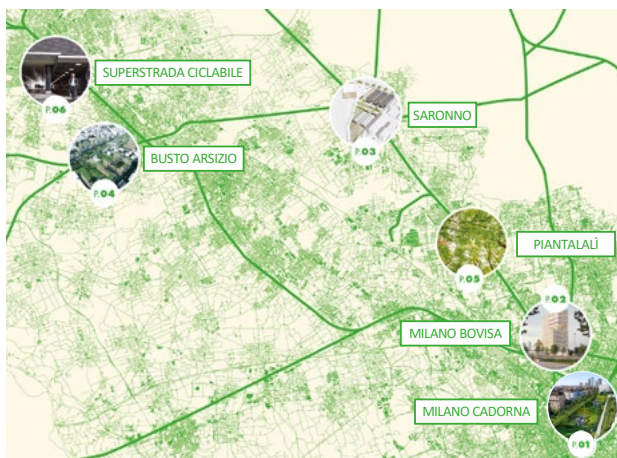 SUPERSTRADA CICLABILE
P.06
SARONNO
P.03
BUSTO ARSIZIO
P.04
PIANTALALÌ
P.05
P.02
MILANO BOVISA
MILANO CADORNA
P.01